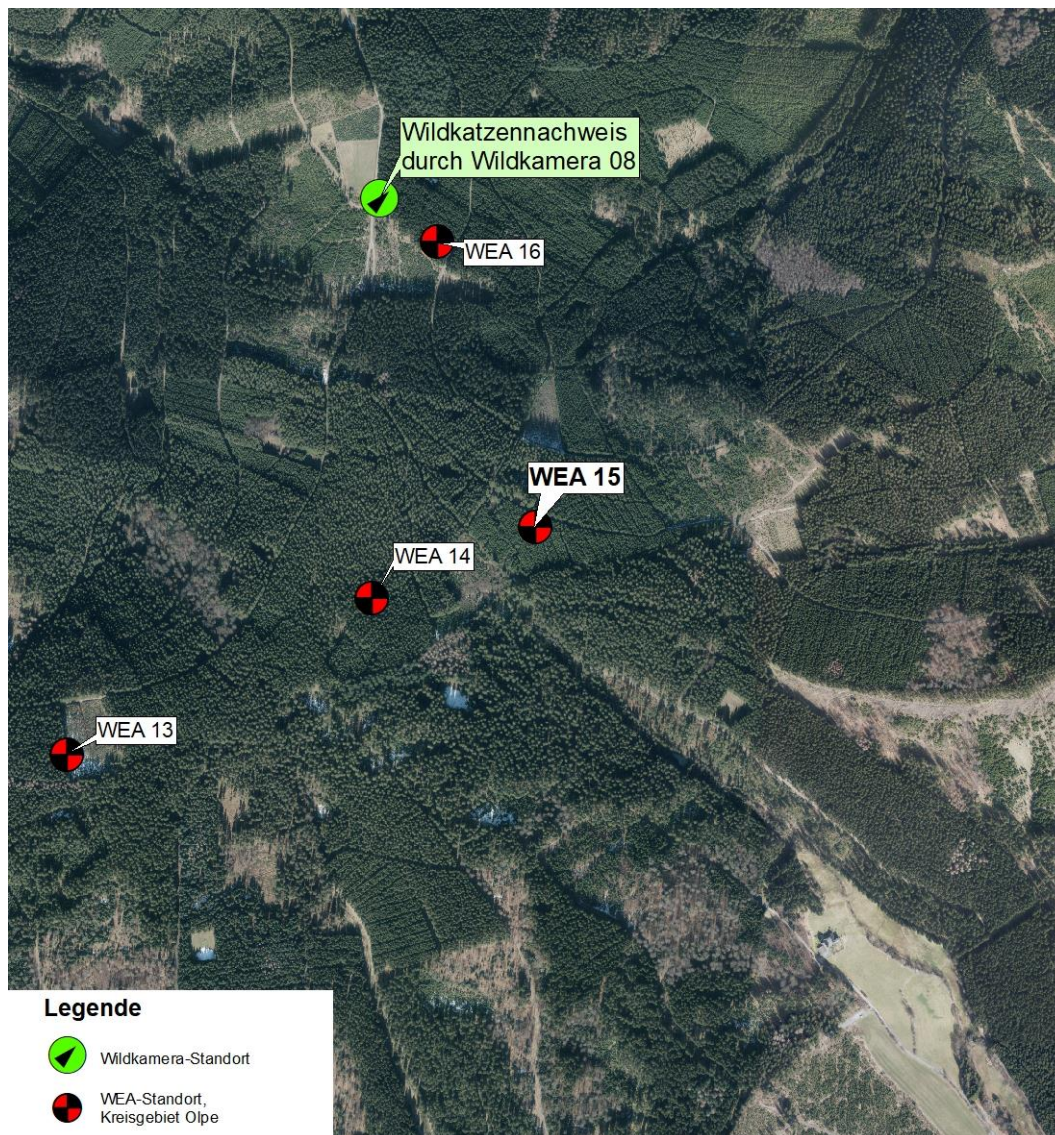 Wildkatzennachweis
durch Wildkamera 08
WEA 16
WEA 15
WEA 14
WEA 13
Legende
Wildkamera-Standort
WEA-Standort,
Kreisgebiet Olpe